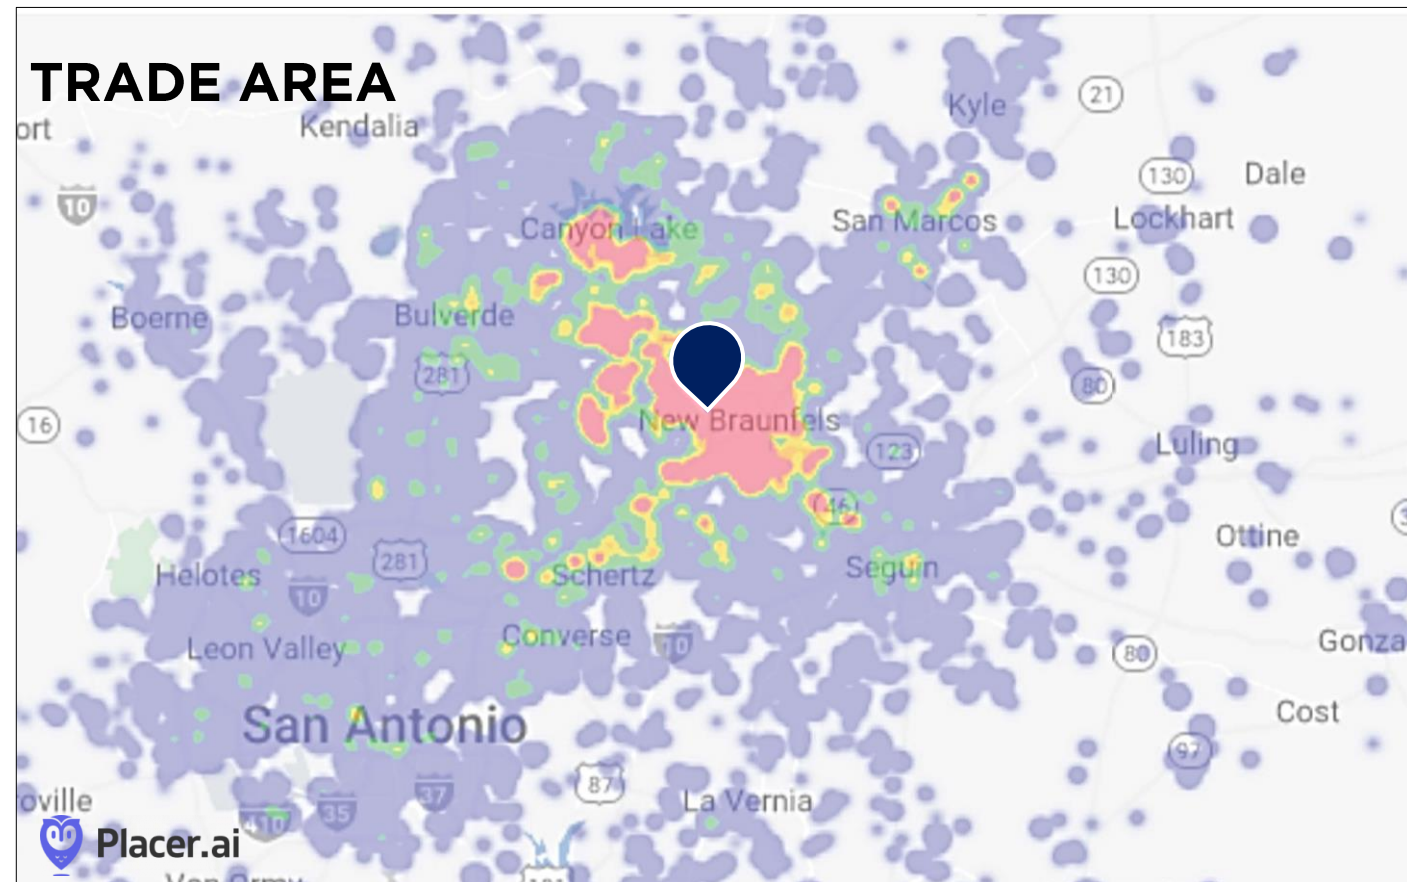 TRADE AREA
Kyle
21
ort
Kendalia
130
Dale
10
San Marcos
Lockhart
Canyon Lake
130
Boerne
Bulverde
183
281
80
16
New Braunfels
123
Luling
46
1604
Ottine
281
Helotes
Schertz
Seguin
10
Converse
10
Leon Valley
80
Gonza
San Antonio
Cost
97
87
37
oville
35
La Vernia
410
Placer.ai